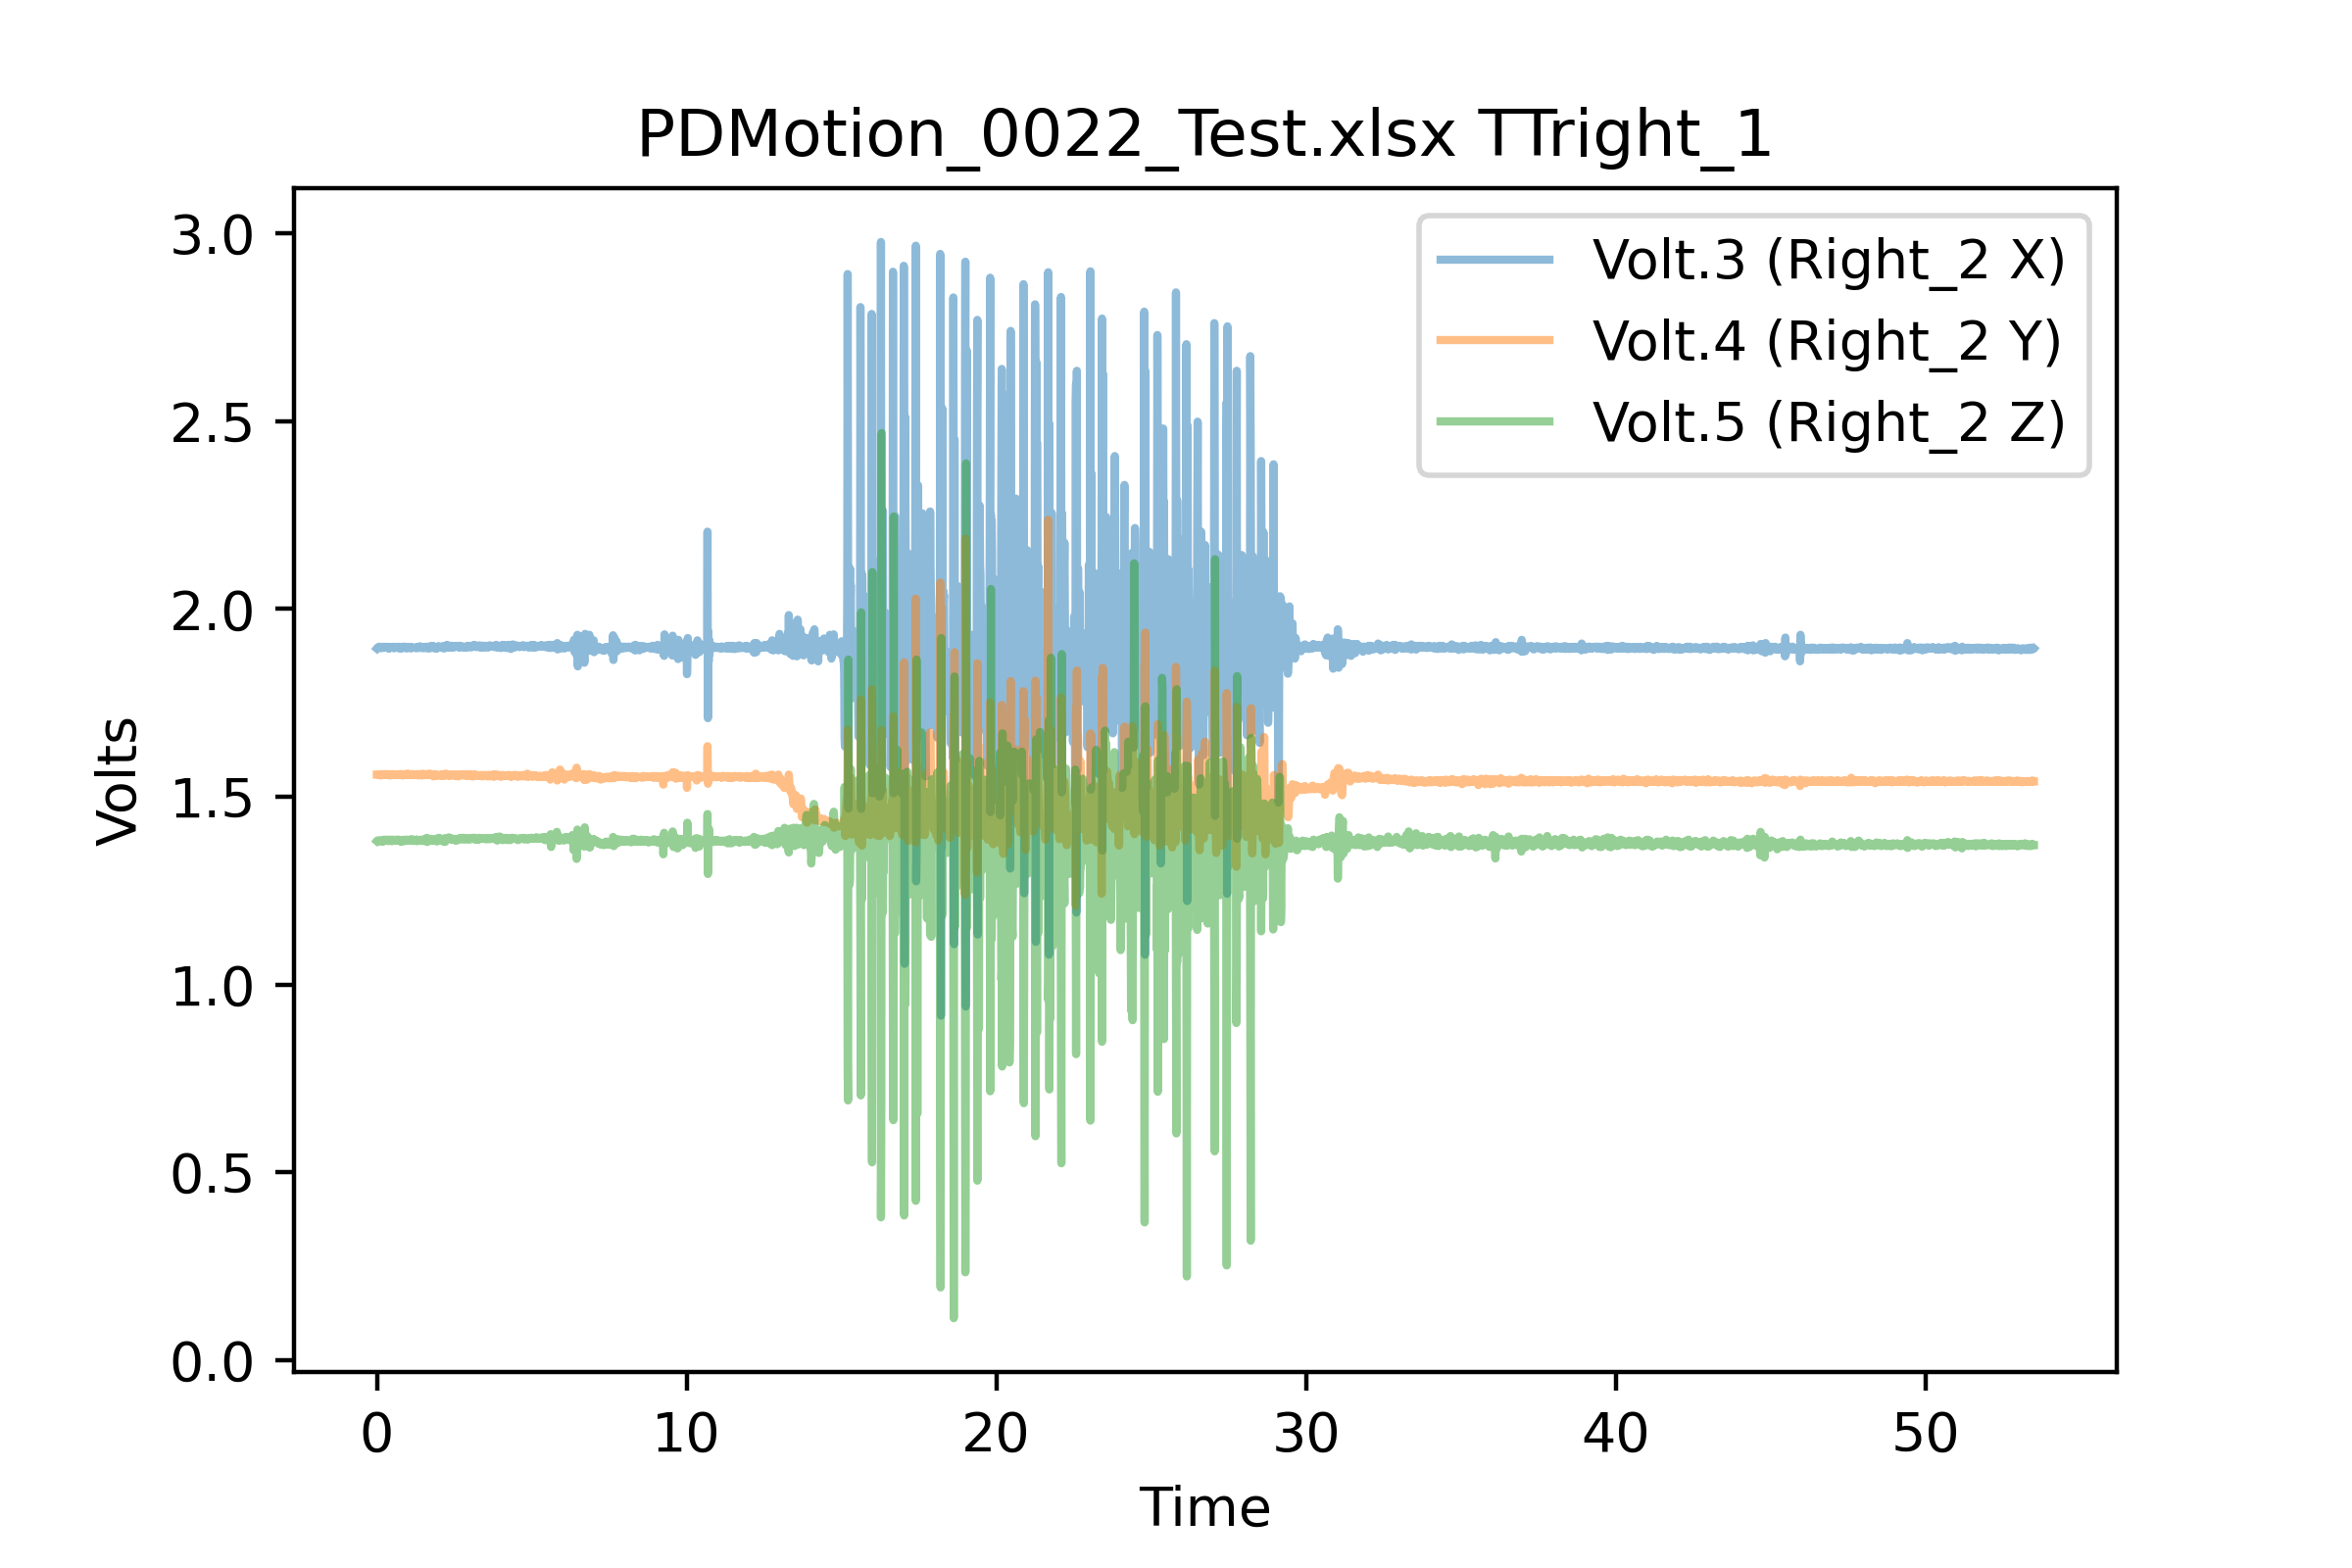 PDMotion_0022_Test.xlsx TTright_1
3.0
2.5
2.0
1.5
1.0
0.5
0.0
Volts
Volt.3 (Right_2 X)
Volt.4 (Right_2 Y)
Volt.5 (Right_2 Z)
0 10 20 30 40 50
Time